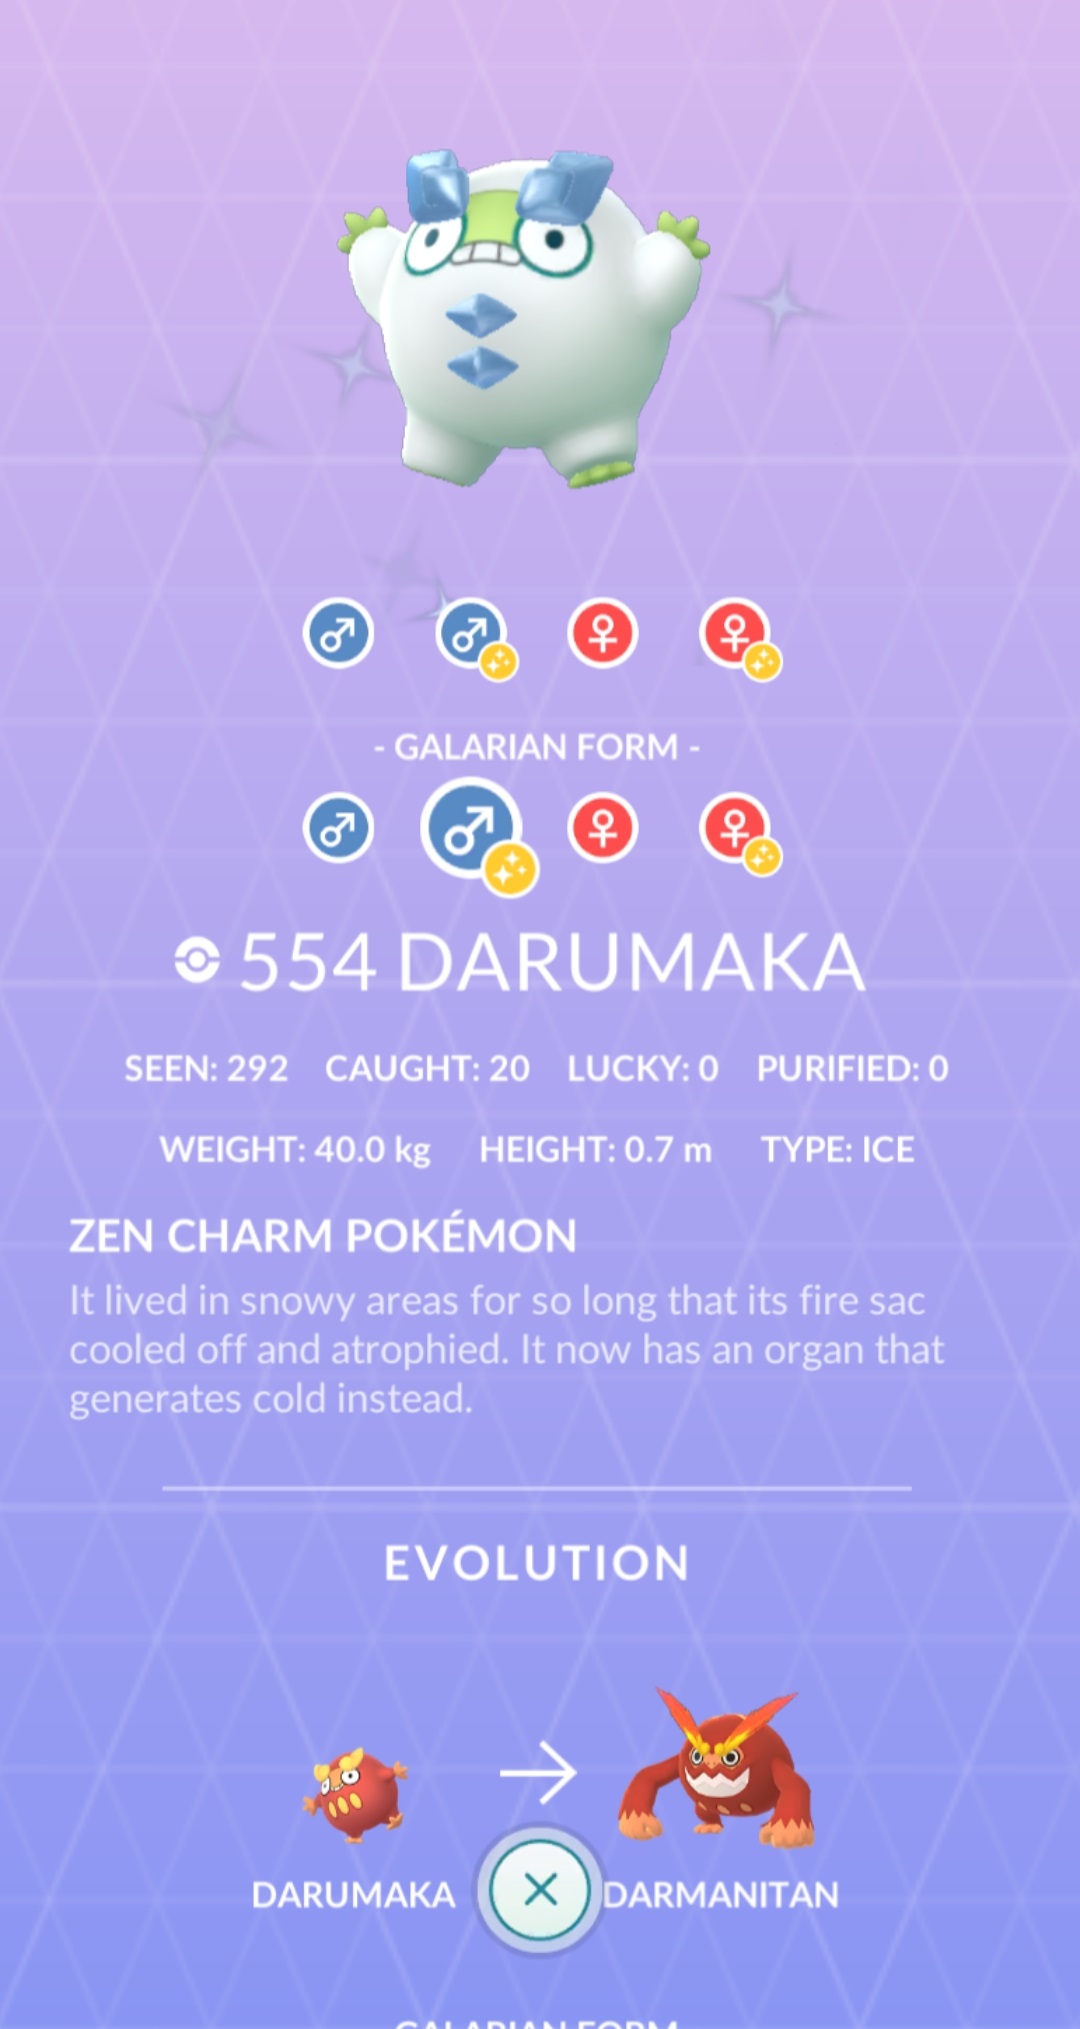 - GALARIAN FORM -
554 DARUMAKA
SEEN: 292 CAUGHT: 20 LUCKY: 0 PURIFIED: 0
WEIGHT: 40.0 kg HEIGHT: 0.7 m TYPE: ICE
ZEN CHARM POKÉMON
It lived in snowy areas for so long that its fire sac
cooled off and atrophied. It now has an organ that
generates cold instead.
EVOLUTION
DARUMAKA DARMANITAN
GALARIAN FORM